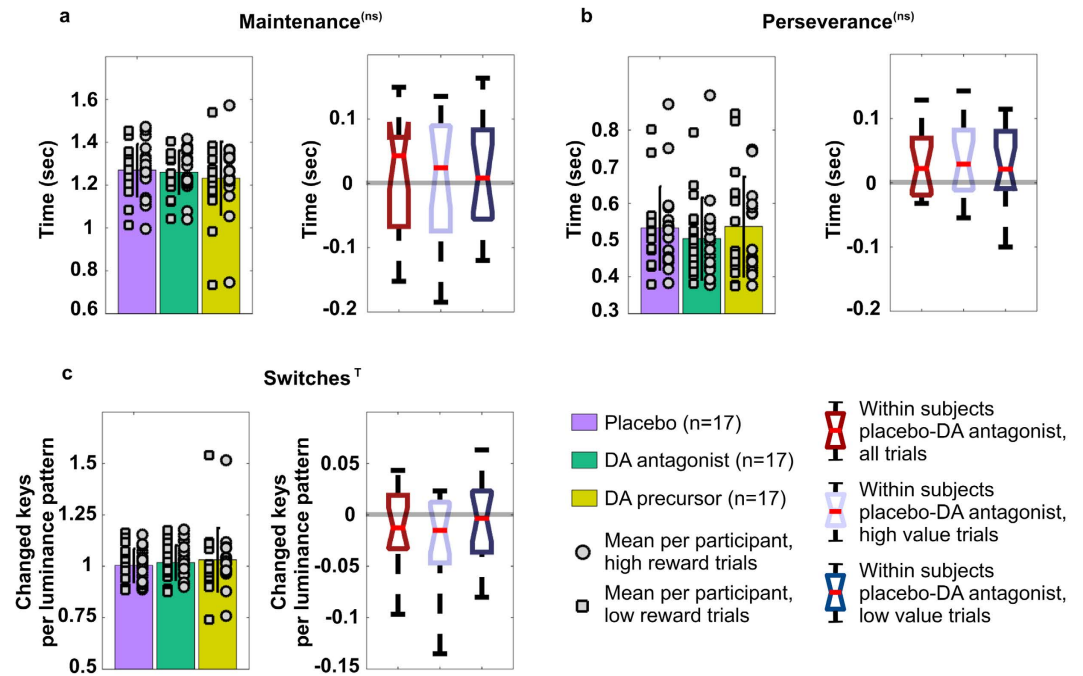 a
Maintenance(ns)
Time (sec)
1.6
1.4
1.2
1
0.8
0.6
Time (sec)
0.1
0
-0.1
-0.2
b
Perseverance(ns)
Time (sec)
0.8
0.7
0.6
0.5
0.4
0.3
Time (sec)
0.1
0
-0.1
-0.2
c
Switches T
Changed keys
per luminance pattern
1.5
1.25
1
0.75
0.5
Changed keys
per luminance pattern
0.05
0
-0.05
-0.1
-0.15
Placebo (n=17)
DA antagonist (n=17)
DA precursor (n=17)
Mean per participant,
high reward trials
Mean per participant,
low reward trials
Within subjects
placebo-DA antagonist,
all trials
Within subjects
placebo-DA antagonist,
high value trials
Within subjects
placebo-DA antagonist,
low value trials